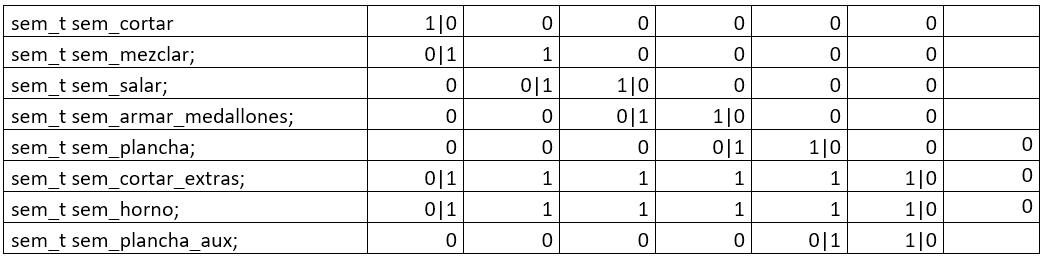 sem_t sem_cortar 1|0 0 0 0 0 0
sem_t sem_mezclar; 0|1 1 0 0 0 0
sem_t sem_salar; 0 0|1 1|0 0 0 0
sem_t sem_armar_medallones; 0 0 0|1 1|0 0 0
sem_t sem_plancha; 0 0 0 0|1 1|0 0 0
sem_t sem_cortar_extras; 0|1 1 1 1 1 1|0 0
sem_t sem_horno; 0|1 1 1 1 1 1|0 0
sem_t sem_plancha_aux; 0 0 0 0 0|1 1|0